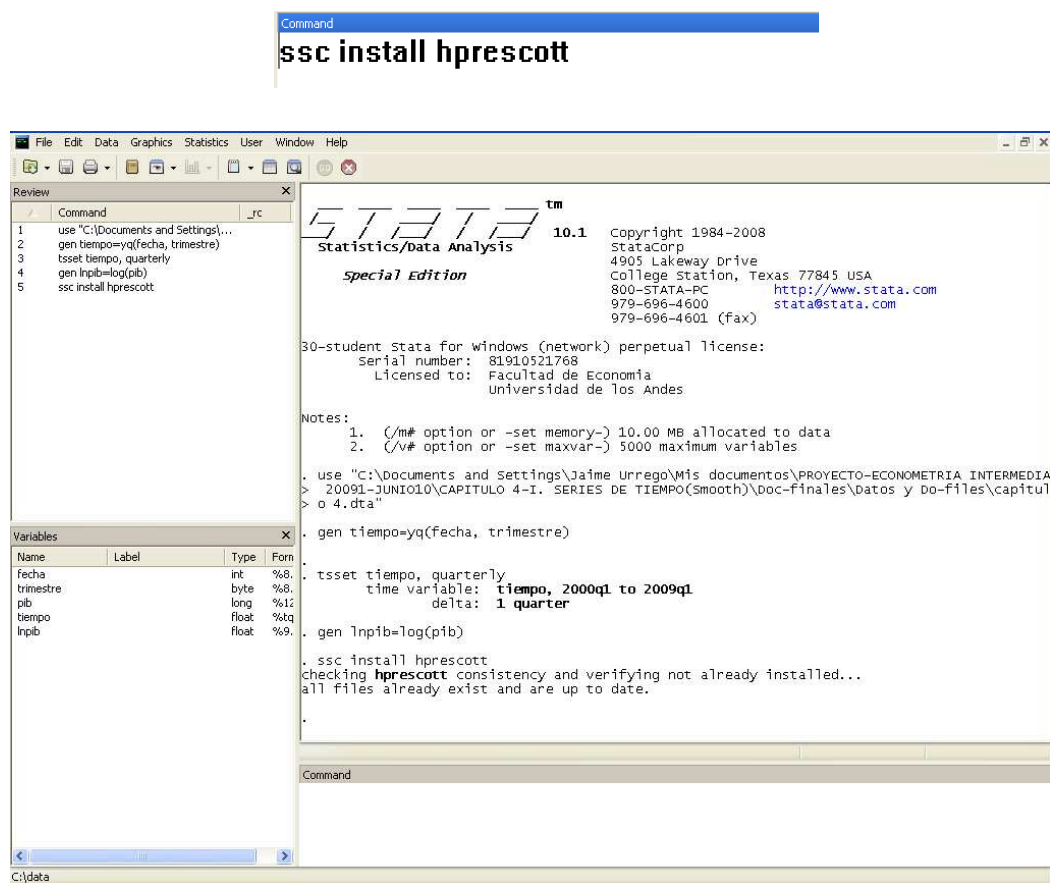 Command
ssc install hprescott
File Edit Data Graphics Statistics User Window Help
Review
Command _rc
1 use "C:\Documents and Settings\...
2 gen tiempo=yq(fecha, trimestre)
3 tsset tiempo, quarterly
4 gen lnpib=log(pib)
5 ssc install hprescott
Variables
Name Label Type Form
fecha int %8.
trimestre byte %8.
pib long %12
tiempo float %tq
lnpib float %9.
STATA tm
10.1 Copyright 1984-2008
Statistics/Data Analysis StataCorp
4905 Lakeway Drive
Special Edition College Station, Texas 77845 USA
800-STATA-PC http://www.stata.com
979-696-4600 stata@stata.com
979-696-4601 (fax)
30-student Stata for Windows (network) perpetual license:
Serial number: 81910521768
Licensed to: Facultad de Economia
Universidad de los Andes
Notes:
1. (/m# option or -set memory-) 10.00 MB allocated to data
2. (/v# option or -set maxvar-) 5000 maximum variables
. use "C:\Documents and Settings\Jaime Urrego\Mis documentos\PROYECTO-ECONOMETRIA INTERMEDIA
> 20091-JUNIO10\CAPITULO 4-I. SERIES DE TIEMPO(Smooth)\Doc-finales\Datos y Do-files\capitul
> o 4.dta"
. gen tiempo=yq(fecha, trimestre)
.
. tsset tiempo, quarterly
time variable: tiempo, 2000q1 to 2009q1
delta: 1 quarter
. gen lnpib=log(pib)
. ssc install hprescott
checking hprescott consistency and verifying not already installed...
all files already exist and are up to date.
.
Command
C:\data